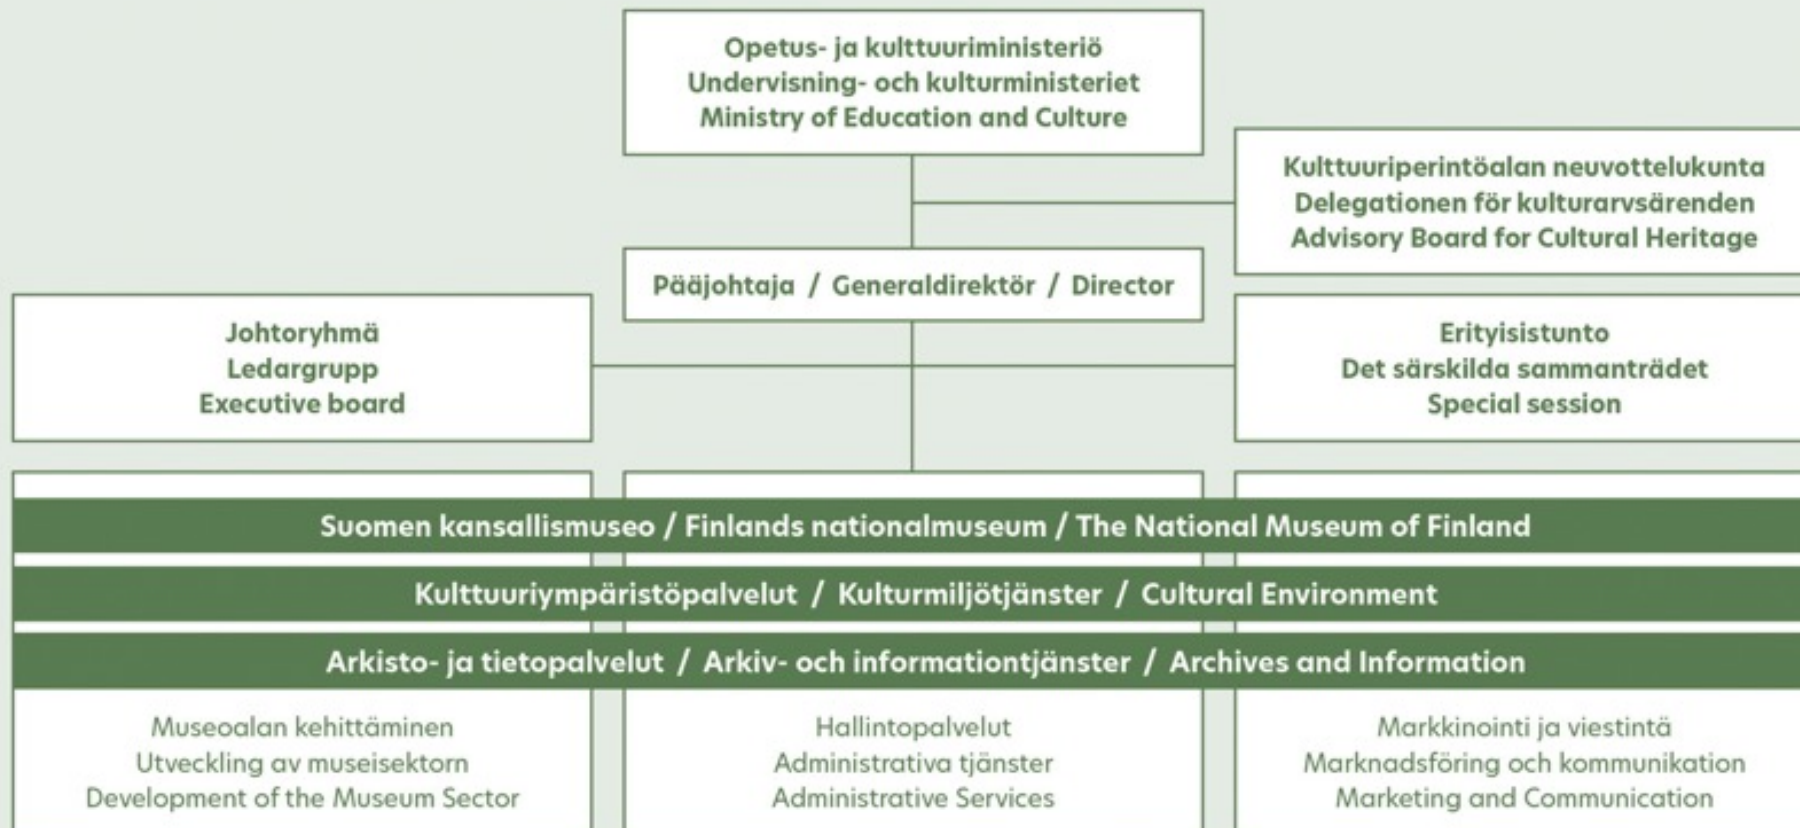 Opetus- ja kulttuuriministeriö
Undervisning- och kulturministeriet
Ministry of Education and Culture
Kulttuuriperintöalan neuvottelukunta
Delegationen för kulturarvsärenden
Advisory Board for Cultural Heritage
Pääjohtaja / Generaldirektör / Director
Johtoryhmä
Ledargrupp
Executive board
Erityisistunto
Det särskilda sammanträdet
Special session
Suomen kansallismuseo / Finlands nationalmuseum / The National Museum of Finland
Kulttuuriympäristöpalvelut / Kulturmiljötjänster / Cultural Environment
Arkisto- ja tietopalvelut / Arkiv- och informationtjänster / Archives and Information
Museoalan kehittäminen
Utveckling av museisektorn
Development of the Museum Sector
Hallintopalvelut
Administrativa tjänster
Administrative Services
Markkinointi ja viestintä
Marknadsföring och kommunikation
Marketing and Communication